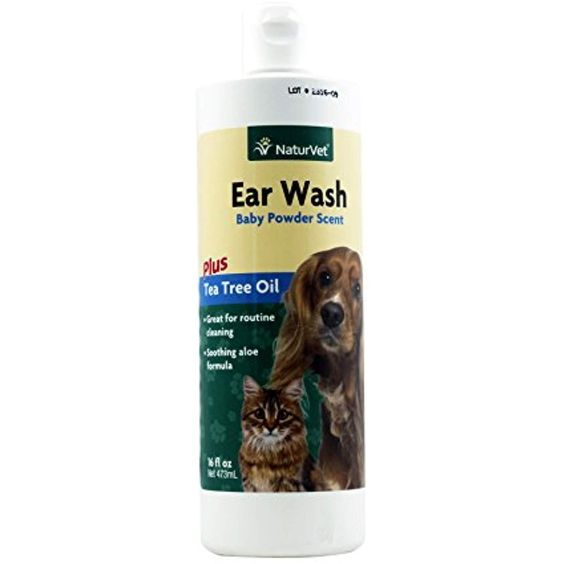 NaturVet
Ear Wash
Baby Powder Scent
Plus
Tea Tree Oil
• Great for routine
cleaning
• Soothing aloe
formula
16 fl oz
Net 473mL